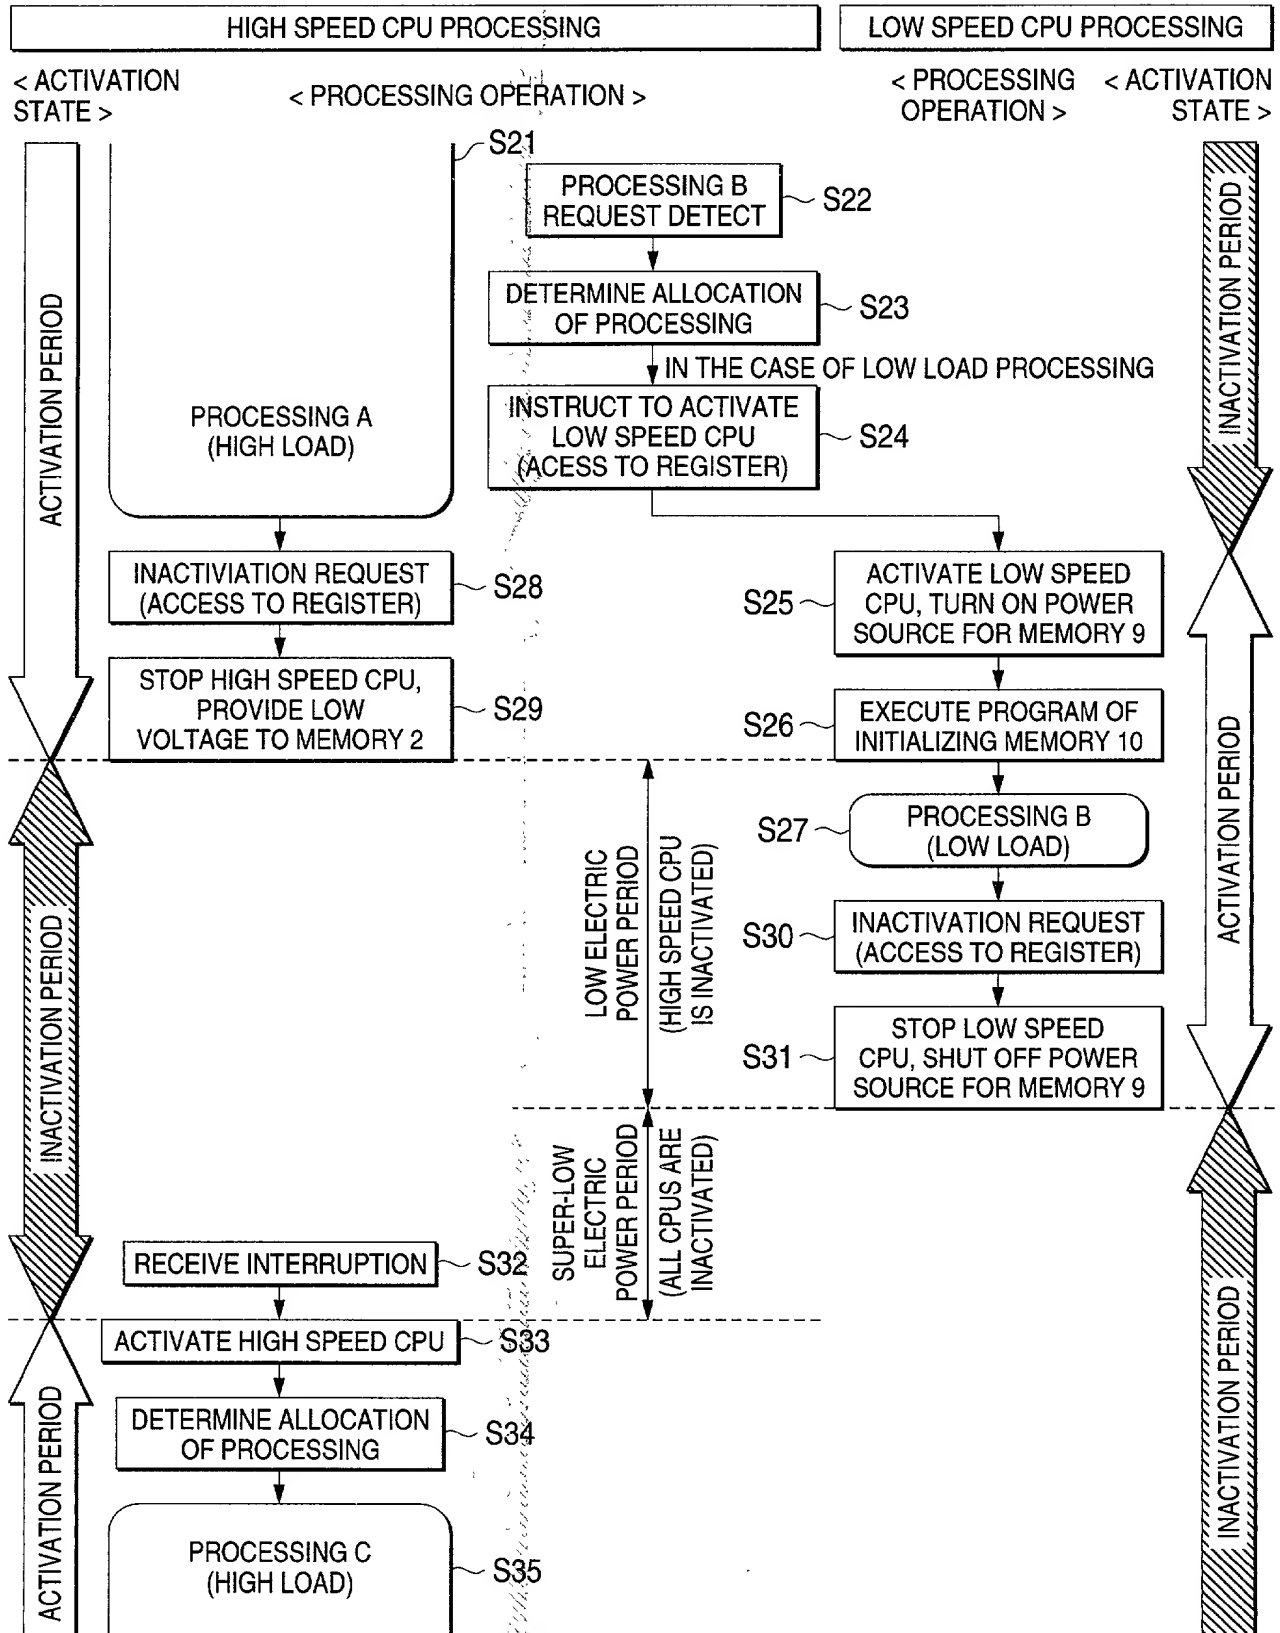 HIGH SPEED CPU PROCESSING
LOW SPEED CPU PROCESSING
< ACTIVATION
STATE >
< PROCESSING OPERATION >
< PROCESSING
OPERATION >
< ACTIVATION
STATE >
S21
PROCESSING B
REQUEST DETECT
S22
DETERMINE ALLOCATION
OF PROCESSING
S23
IN THE CASE OF LOW LOAD PROCESSING
INSTRUCT TO ACTIVATE
LOW SPEED CPU
(ACESS TO REGISTER)
S24
PROCESSING A
(HIGH LOAD)
ACTIVATION PERIOD
INACTIVATION PERIOD
INACTIVIATION REQUEST
(ACCESS TO REGISTER)
S28
S25
ACTIVATE LOW SPEED
CPU, TURN ON POWER
SOURCE FOR MEMORY 9
STOP HIGH SPEED CPU,
PROVIDE LOW
VOLTAGE TO MEMORY 2
S29
S26
EXECUTE PROGRAM OF
INITIALIZING MEMORY 10
S27
PROCESSING B
(LOW LOAD)
ACTIVATION PERIOD
LOW ELECTRIC
POWER PERIOD
(HIGH SPEED CPU
IS INACTIVATED)
S30
INACTIVATION REQUEST
(ACCESS TO REGISTER)
S31
STOP LOW SPEED
CPU, SHUT OFF POWER
SOURCE FOR MEMORY 9
INACTIVATION PERIOD
SUPER-LOW
ELECTRIC
POWER PERIOD
(ALL CPUS ARE
INACTIVATED)
RECEIVE INTERRUPTION
S32
ACTIVATE HIGH SPEED CPU
S33
DETERMINE ALLOCATION
OF PROCESSING
S34
PROCESSING C
(HIGH LOAD)
S35
ACTIVATION PERIOD
INACTIVATION PERIOD